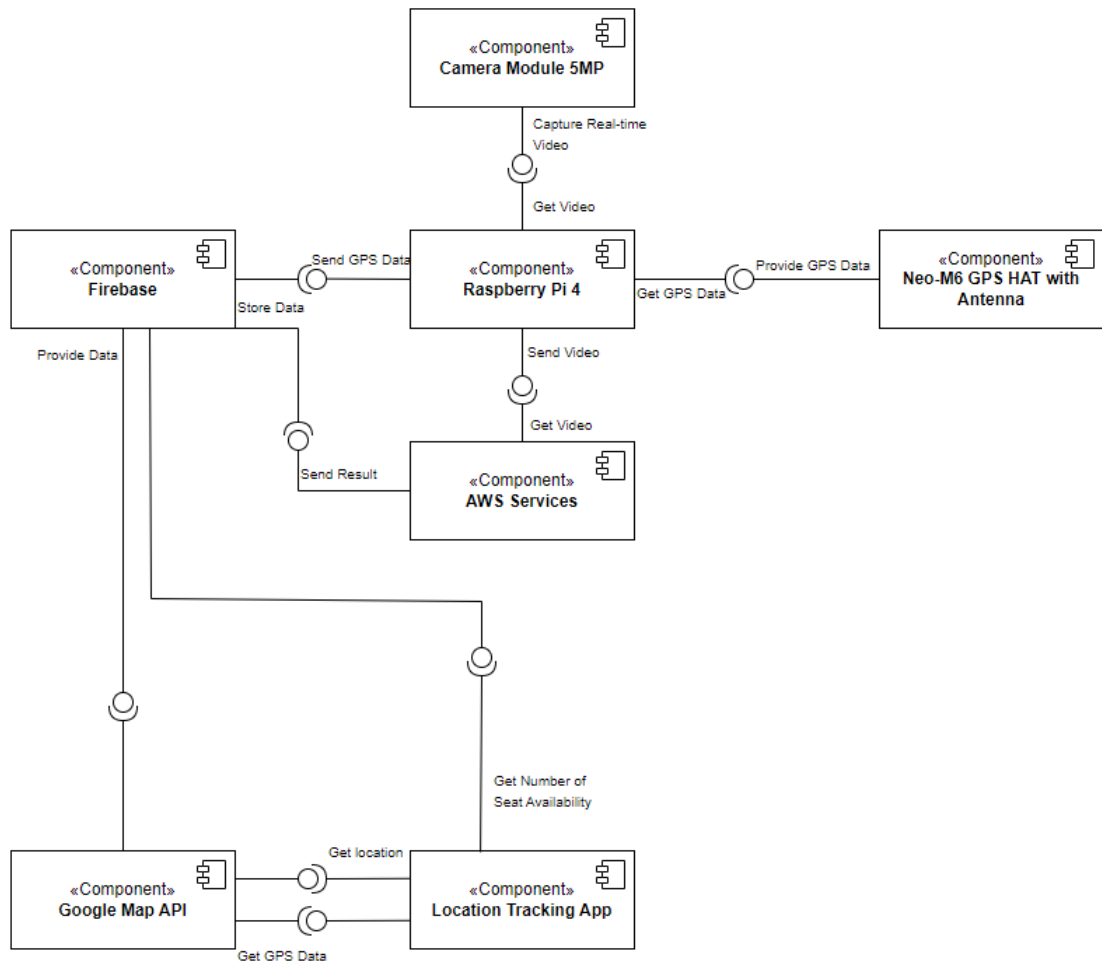 «Component»
Camera Module 5MP
Capture Real-time
Video
Get Video
«Component»
Firebase
Send GPS Data
Store Data
«Component»
Raspberry Pi 4
Get GPS Data
Provide GPS Data
«Component»
Neo-M6 GPS HAT with
Antenna
Provide Data
Send Video
Get Video
Send Result
«Component»
AWS Services
Get Number of
Seat Availability
«Component»
Google Map API
Get location
Get GPS Data
«Component»
Location Tracking App